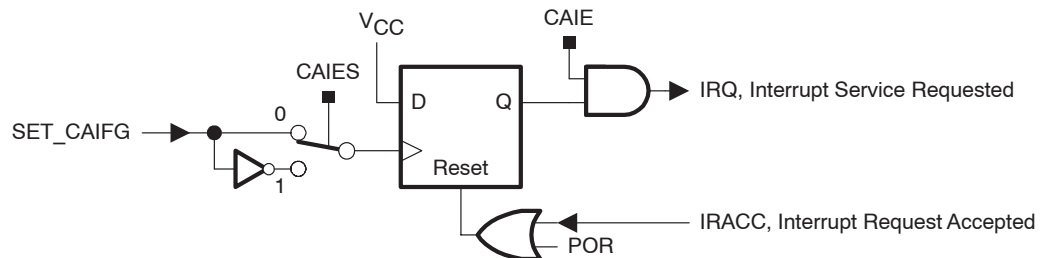 VCC
CAIE
CAIES
D
Q
IRQ, Interrupt Service Requested
0
SET_CAIFG
1
Reset
IRACC, Interrupt Request Accepted
POR